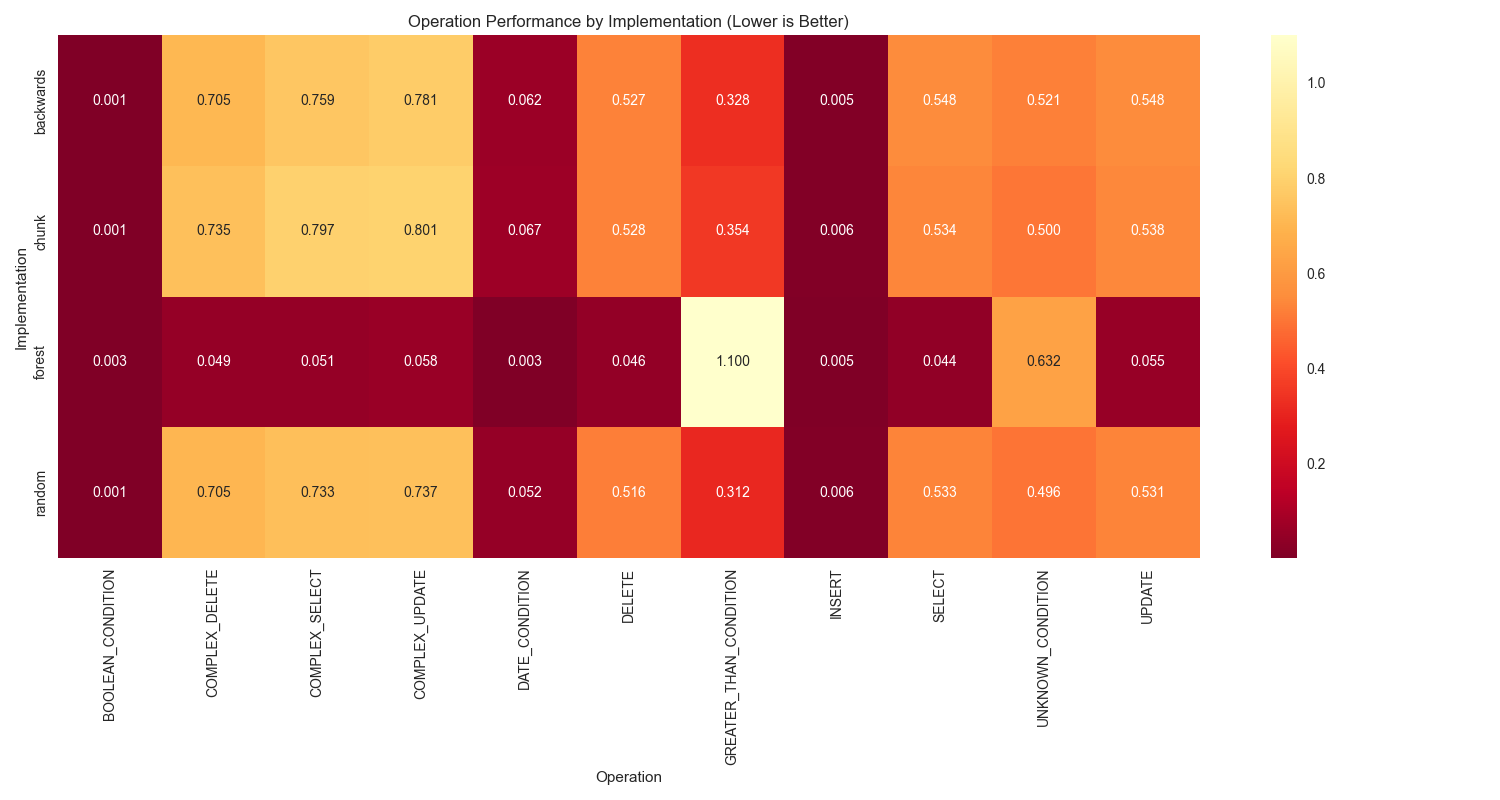 Operation Performance by Implementation (Lower is Better)
Implementation
backwards 0.001 0.705 0.759 0.781 0.062 0.527 0.328 0.005 0.548 0.521 0.548
chunk 0.001 0.735 0.797 0.801 0.067 0.528 0.354 0.006 0.534 0.500 0.538
forest 0.003 0.049 0.051 0.058 0.003 0.046 1.100 0.005 0.044 0.632 0.055
random 0.001 0.705 0.733 0.737 0.052 0.516 0.312 0.006 0.533 0.496 0.531
BOOLEAN_CONDITION
COMPLEX_DELETE
COMPLEX_SELECT
COMPLEX_UPDATE
DATE_CONDITION
DELETE
GREATER_THAN_CONDITION
INSERT
SELECT
UNKNOWN_CONDITION
UPDATE
Operation
1.0
0.8
0.6
0.4
0.2